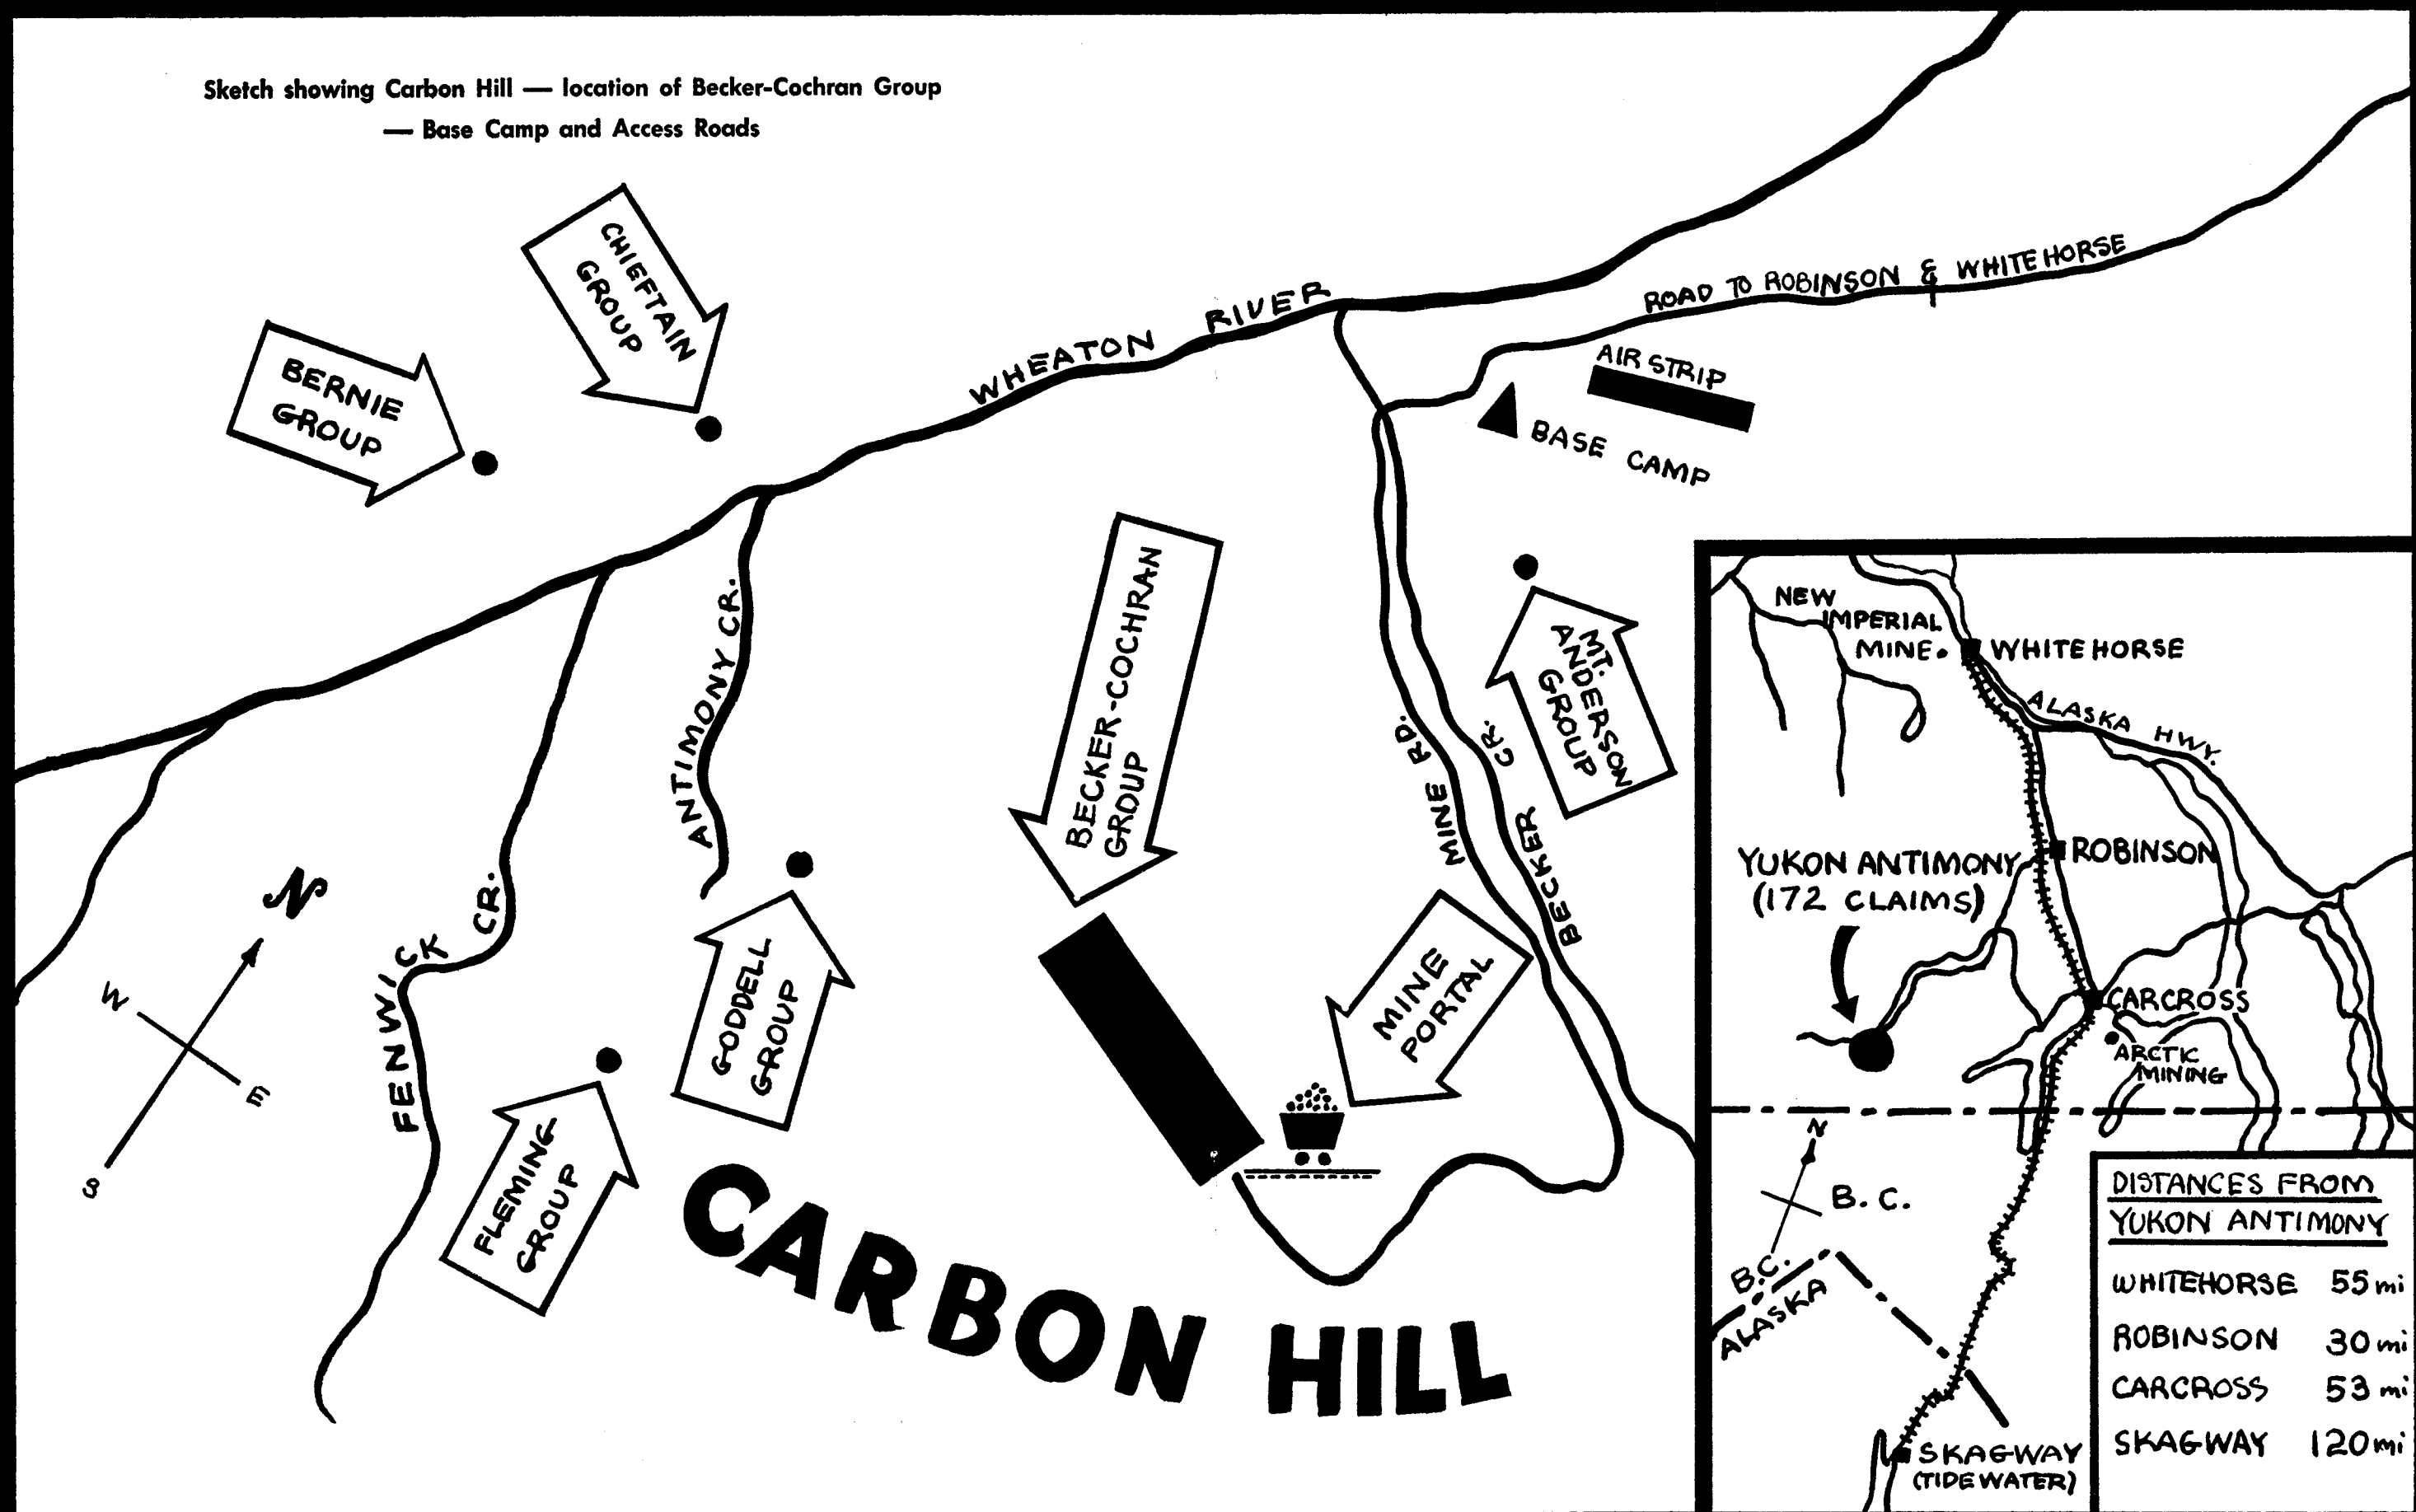 Sketch showing Carbon Hill — location of Becker-Cochran Group
— Base Camp and Access Roads
CHIEFTAIN
GROUP
BERNIE
GROUP
WHEATON RIVER
ROAD TO ROBINSON & WHITEHORSE
AIR STRIP
BASE CAMP
ANTIMONY CR.
BECKER-COCHRAN
GROUP
MT.
ANDERSON
GROUP
MINE RD.
BECKER CR.
FENWICK CR.
N
W
E
S
GODDELL
GROUP
MINE
PORTAL
FLEMING
GROUP
CARBON HILL
NEW
IMPERIAL
MINE
WHITEHORSE
ALASKA HWY.
YUKON ANTIMONY
(172 CLAIMS)
ROBINSON
CARCROSS
ARCTIC
MINING
N
B.C.
B.C.
ALASKA
SKAGWAY
(TIDEWATER)
DISTANCES FROM
YUKON ANTIMONY
WHITEHORSE 55 mi
ROBINSON 30 mi
CARCROSS 53 mi
SKAGWAY 120 mi